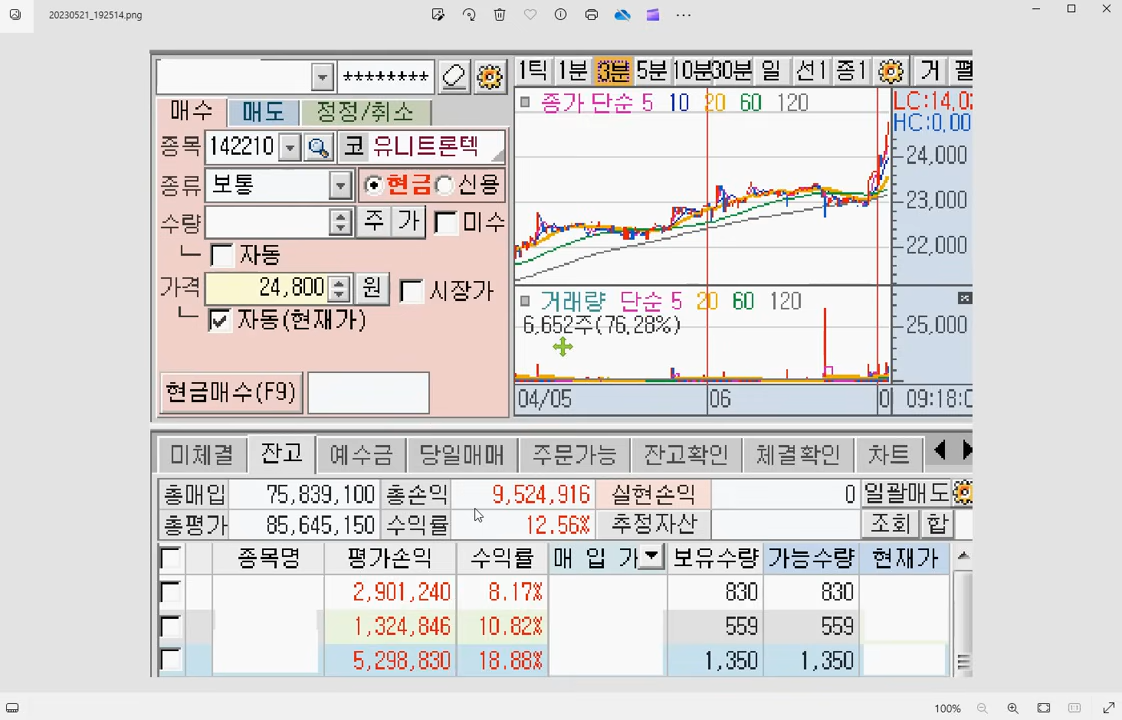 20230521_192514.png
********
매수 매도 정정/취소
종목 142210 코 유니트론텍
종류 보통 현금 신용
수량 주 가 미수
자동
가격 24,800 원 시장가
자동(현재가)
현금매수(F9)
1틱 1분 3분 5분 10분 30분 일 선1 종1 거
종가 단순 5 10 20 60 120
HC:0,00
24,000
23,000
22,000
거래량 단순 5 20 60 120
6,652주(76,28%)
25,000
04/05 06 09:18:0
미체결 잔고 예수금 당일매매 주문가능 잔고확인 체결확인 차트
총매입 75,839,100 총손익 9,524,916 실현손익 0 일괄매도
총평가 85,645,150 수익률 12.56% 추정자산 조회 합
종목명 평가손익 수익률 매 입 가 보유수량 가능수량 현재가
2,901,240 8.17% 830 830
1,324,846 10.82% 559 559
5,298,830 18.88% 1,350 1,350
100%